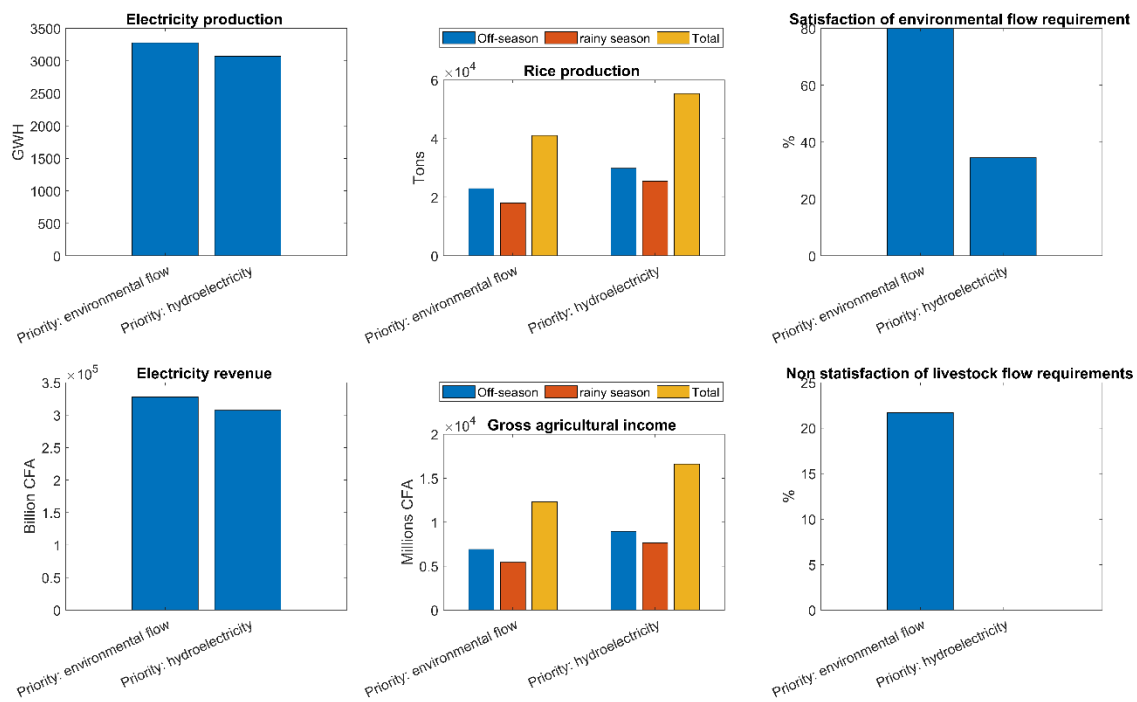 Electricity production
3500
3000
2500
2000
1500
1000
500
0
GWH
Priority: environmental flow
Priority: hydroelectricity
Off-season rainy season Total
Rice production
×10^4
6
4
2
0
Tons
Priority: environmental flow
Priority: hydroelectricity
Satisfaction of environmental flow requirement
80
60
40
20
0
%
Priority: environmental flow
Priority: hydroelectricity
Electricity revenue
×10^5
3.5
3
2.5
2
1.5
1
0.5
0
Billion CFA
Priority: environmental flow
Priority: hydroelectricity
Off-season rainy season Total
Gross agricultural income
×10^4
2
1.5
1
0.5
0
Millions CFA
Priority: environmental flow
Priority: hydroelectricity
Non statisfaction of livestock flow requirements
25
20
15
10
5
0
%
Priority: environmental flow
Priority: hydroelectricity